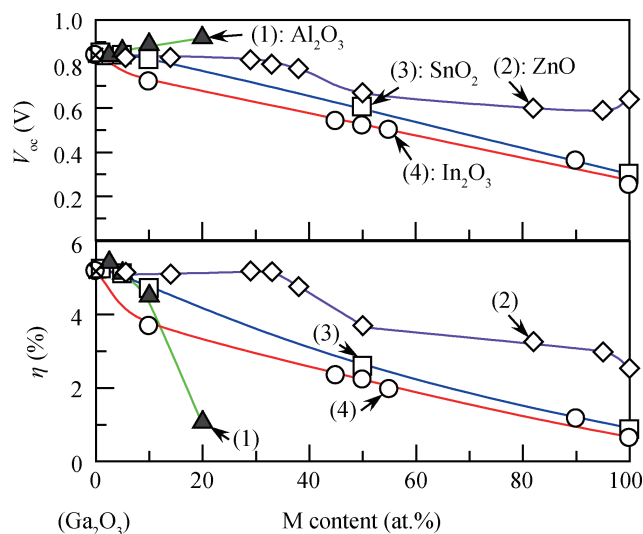 1.0
0.8
0.6
0.4
0.2
V_oc (V)
(1): Al₂O₃
(3): SnO₂
(2): ZnO
(4): In₂O₃
6
4
2
0
η (%)
(2)
(3)
(4)
(1)
0 20 40 60 80 100
(Ga₂O₃) M content (at.%)